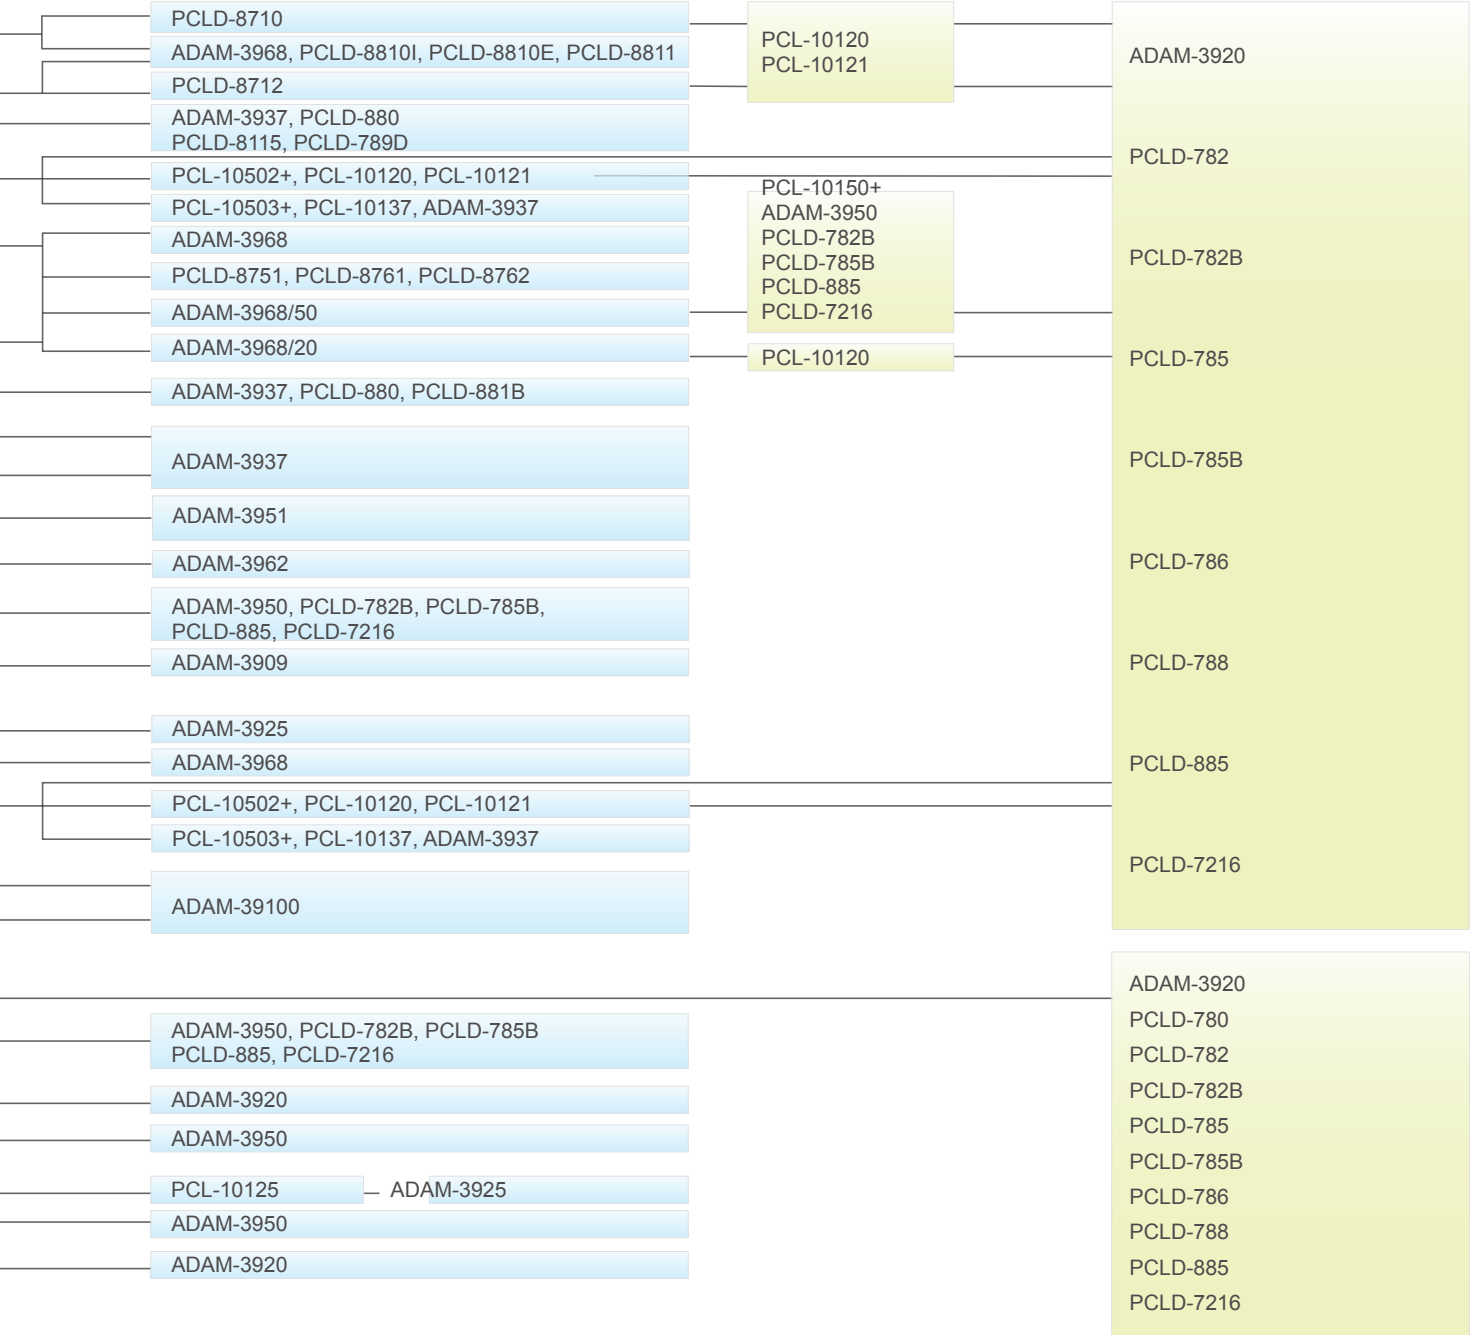 PCLD-8710
ADAM-3968, PCLD-8810I, PCLD-8810E, PCLD-8811
PCLD-8712
ADAM-3937, PCLD-880
PCLD-8115, PCLD-789D
PCL-10502+, PCL-10120, PCL-10121
PCL-10503+, PCL-10137, ADAM-3937
ADAM-3968
PCLD-8751, PCLD-8761, PCLD-8762
ADAM-3968/50
ADAM-3968/20
ADAM-3937, PCLD-880, PCLD-881B
ADAM-3937
ADAM-3951
ADAM-3962
ADAM-3950, PCLD-782B, PCLD-785B,
PCLD-885, PCLD-7216
ADAM-3909
ADAM-3925
ADAM-3968
PCL-10502+, PCL-10120, PCL-10121
PCL-10503+, PCL-10137, ADAM-3937
ADAM-39100
ADAM-3950, PCLD-782B, PCLD-785B
PCLD-885, PCLD-7216
ADAM-3920
ADAM-3950
PCL-10125 ADAM-3925
ADAM-3950
ADAM-3920
PCL-10120
PCL-10121
PCL-10150+
ADAM-3950
PCLD-782B
PCLD-785B
PCLD-885
PCLD-7216
PCL-10120
ADAM-3920
PCLD-782
PCLD-782B
PCLD-785
PCLD-785B
PCLD-786
PCLD-788
PCLD-885
PCLD-7216
ADAM-3920
PCLD-780
PCLD-782
PCLD-782B
PCLD-785
PCLD-785B
PCLD-786
PCLD-788
PCLD-885
PCLD-7216